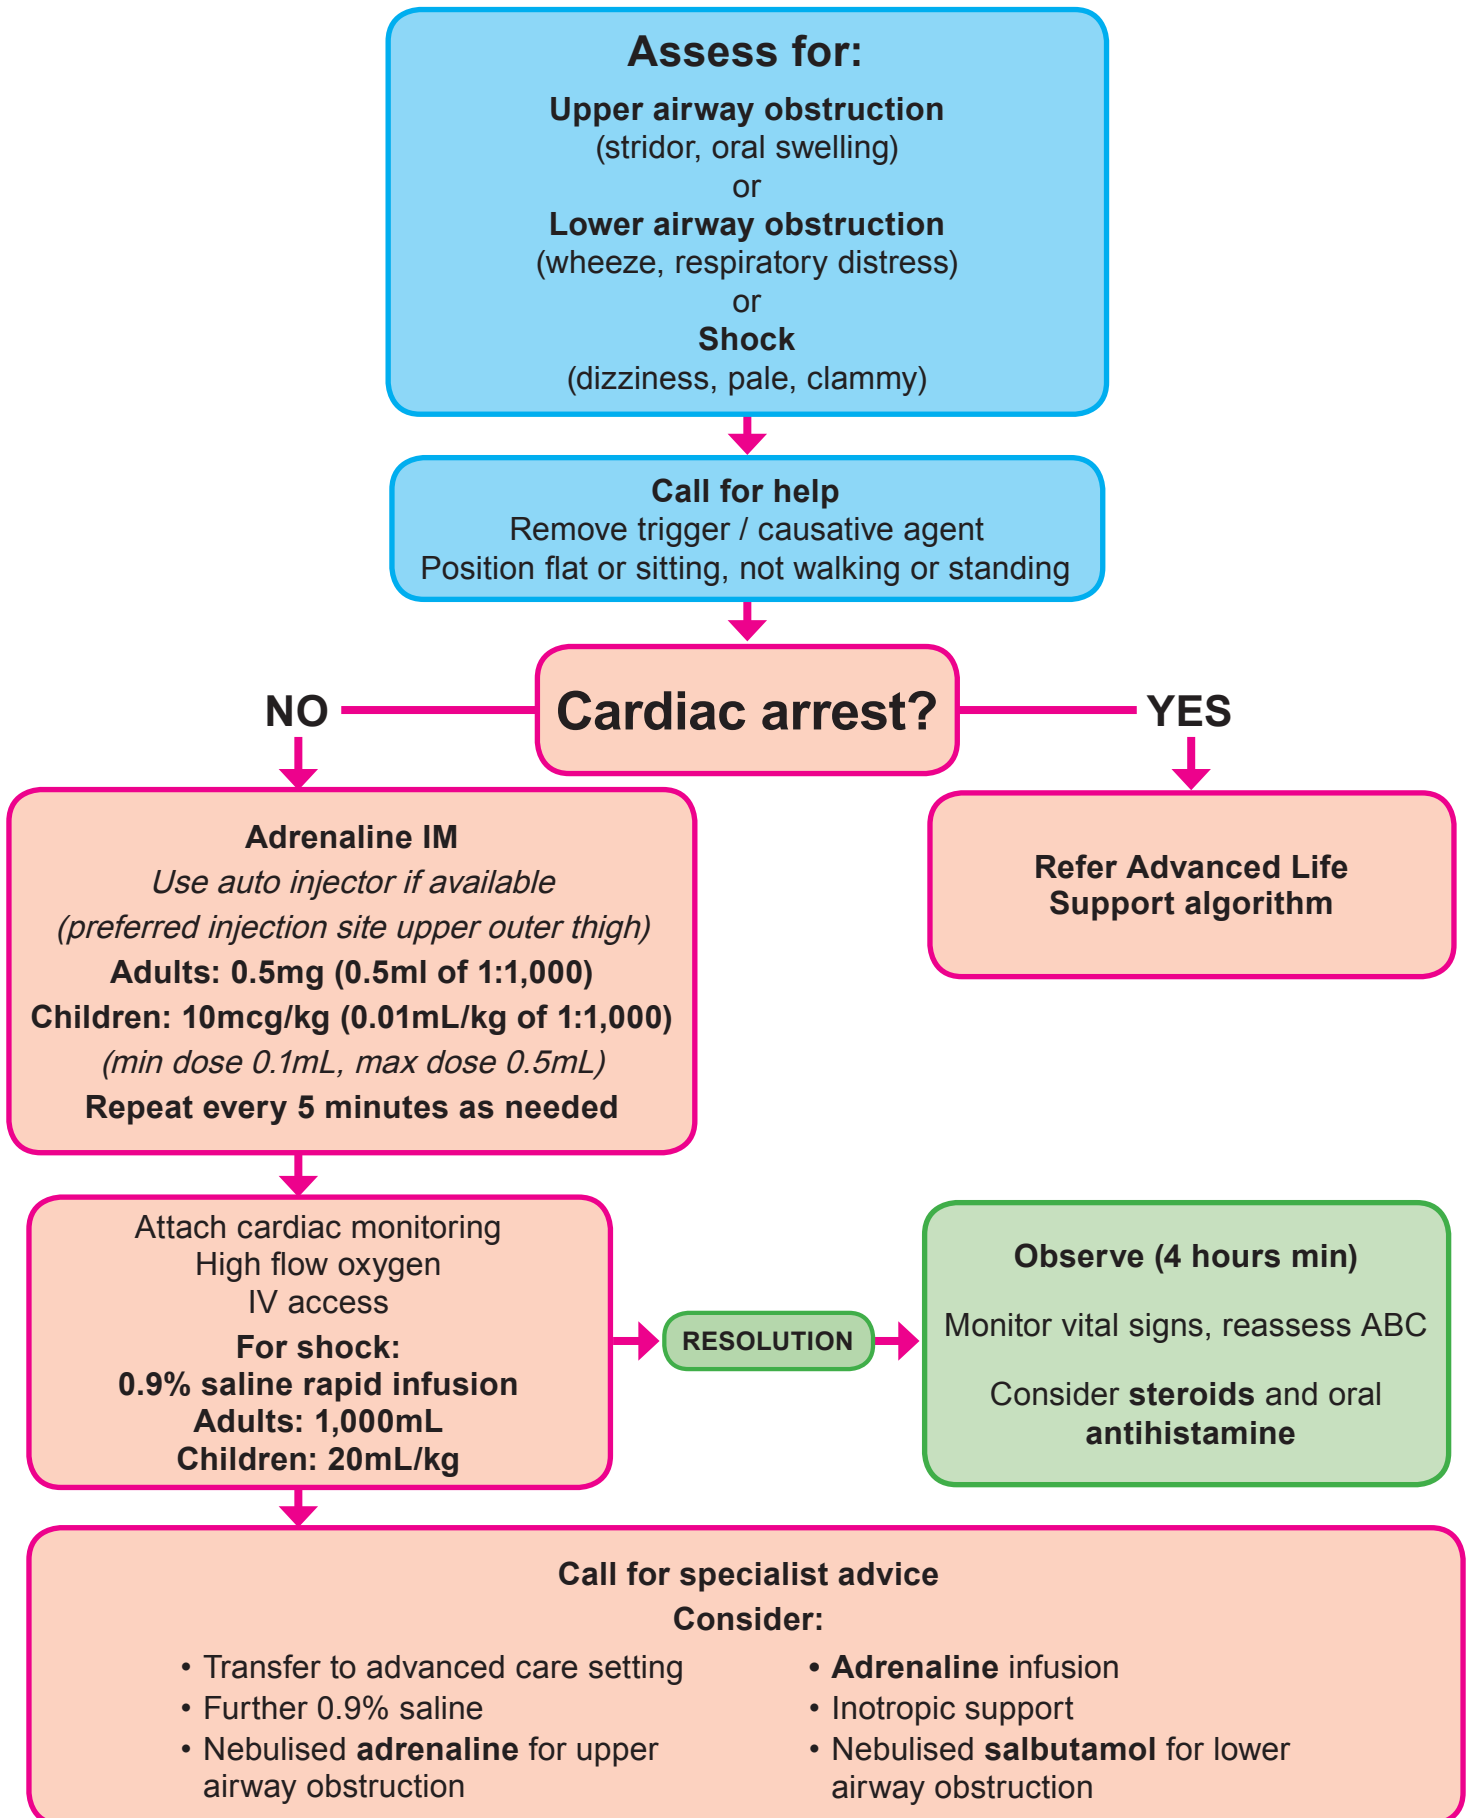 Assess for:
Upper airway obstruction
(stridor, oral swelling)
or
Lower airway obstruction
(wheeze, respiratory distress)
or
Shock
(dizziness, pale, clammy)
Call for help
Remove trigger / causative agent
Position flat or sitting, not walking or standing
Cardiac arrest?
NO
YES
Adrenaline IM
Use auto injector if available
(preferred injection site upper outer thigh)
Adults: 0.5mg (0.5ml of 1:1,000)
Children: 10mcg/kg (0.01mL/kg of 1:1,000)
(min dose 0.1mL, max dose 0.5mL)
Repeat every 5 minutes as needed
Refer Advanced Life
Support algorithm
Attach cardiac monitoring
High flow oxygen
IV access
For shock:
0.9% saline rapid infusion
Adults: 1,000mL
Children: 20mL/kg
RESOLUTION
Observe (4 hours min)
Monitor vital signs, reassess ABC
Consider steroids and oral
antihistamine
Call for specialist advice
Consider:
• Transfer to advanced care setting
• Further 0.9% saline
• Nebulised adrenaline for upper
airway obstruction
• Adrenaline infusion
• Inotropic support
• Nebulised salbutamol for lower
airway obstruction